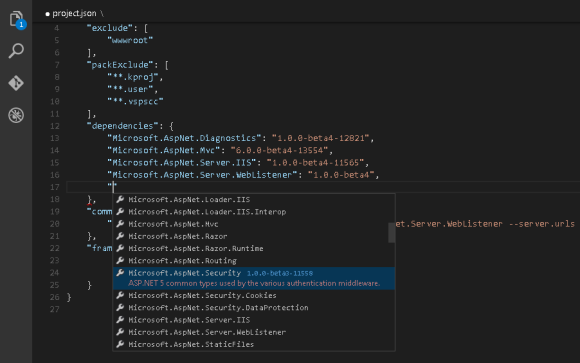 1
● project.json \
4 "exclude": [
5 "wwwroot"
6 ],
7 "packExclude": [
8 "**.kproj",
9 "**.user",
10 "**.vspscc"
11 ],
12 "dependencies": {
13 "Microsoft.AspNet.Diagnostics": "1.0.0-beta4-12821",
14 "Microsoft.AspNet.Mvc": "6.0.0-beta4-13554",
15 "Microsoft.AspNet.Server.IIS": "1.0.0-beta4-11565",
16 "Microsoft.AspNet.Server.WebListener": "1.0.0-beta4",
17 ""
18 },
Microsoft.AspNet.Loader.IIS
19 "comm
Microsoft.AspNet.Loader.IIS.Interop
20 "
Microsoft.AspNet.Mvc
et.Server.WebListener --server.urls
21 },
Microsoft.AspNet.Razor
22 "fram
Microsoft.AspNet.Razor.Runtime
23
Microsoft.AspNet.Routing
24
Microsoft.AspNet.Security 1.0.0-beta3-11550
ASP.NET 5 common types used by the various authentication middleware.
25 }
Microsoft.AspNet.Security.Cookies
26 }
Microsoft.AspNet.Security.DataProtection
27
Microsoft.AspNet.Server.IIS
Microsoft.AspNet.Server.WebListener
Microsoft.AspNet.StaticFiles